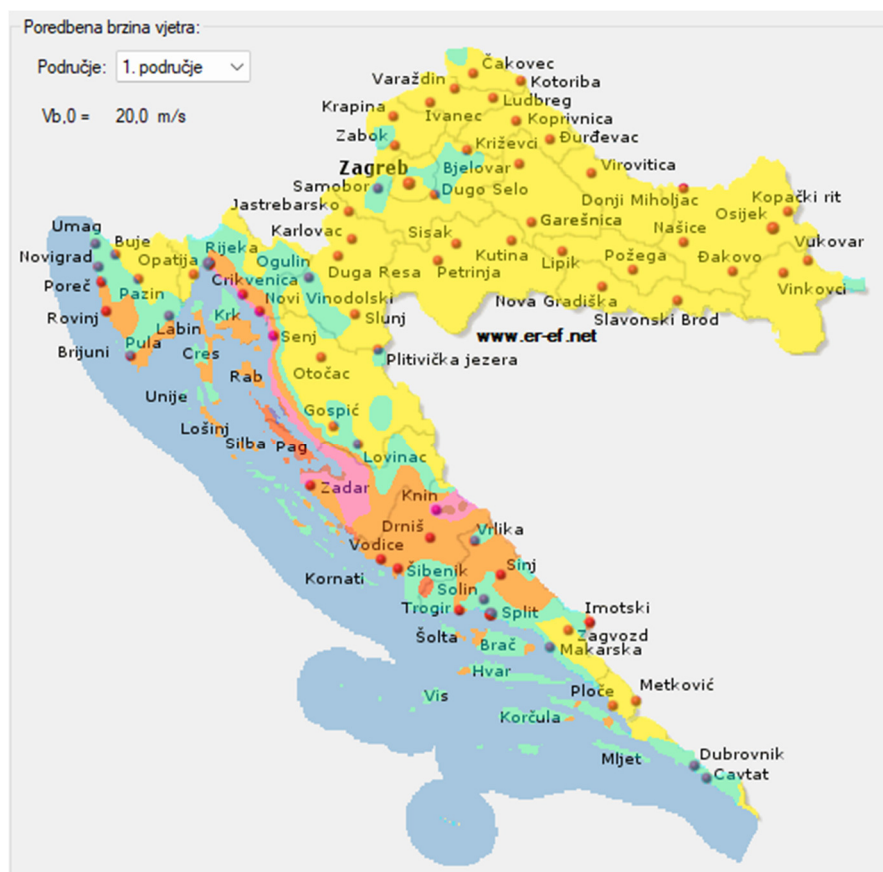 Poredbena brzina vjetra:
Područje: 1. područje
Vb,0 = 20,0 m/s
Čakovec
Varaždin
Kotoriba
Ludbreg
Krapina
Ivanec
Koprivnica
Zabok
Križevci
Đurđevac
Zagreb
Bjelovar
Virovitica
Samobor
Dugo Selo
Donji Miholjac
Kopački rit
Jastrebarsko
Osijek
Garešnica
Umag
Našice
Karlovac
Sisak
Buje
Rijeka
Vukovar
Novigrad
Opatija
Ogulin
Kutina
Lipik
Požega
Đakovo
Duga Resa
Petrinja
Poreč
Crikvenica
Pazin
Vinkovci
Novi Vinodolski
Nova Gradiška
Krk
Rovinj
Slunj
Slavonski Brod
Labin
Senj
www.er-ef.net
Pula
Brijuni
Cres
Plitivička jezera
Otočac
Rab
Unije
Gospić
Lošinj
Silba
Pag
Lovinac
Zadar
Knin
Drniš
Vrlika
Vodice
Sinj
Šibenik
Kornati
Solin
Trogir
Split
Imotski
Šolta
Zagvozd
Brač
Makarska
Hvar
Metković
Ploče
Vis
Korčula
Dubrovnik
Mljet
Cavtat